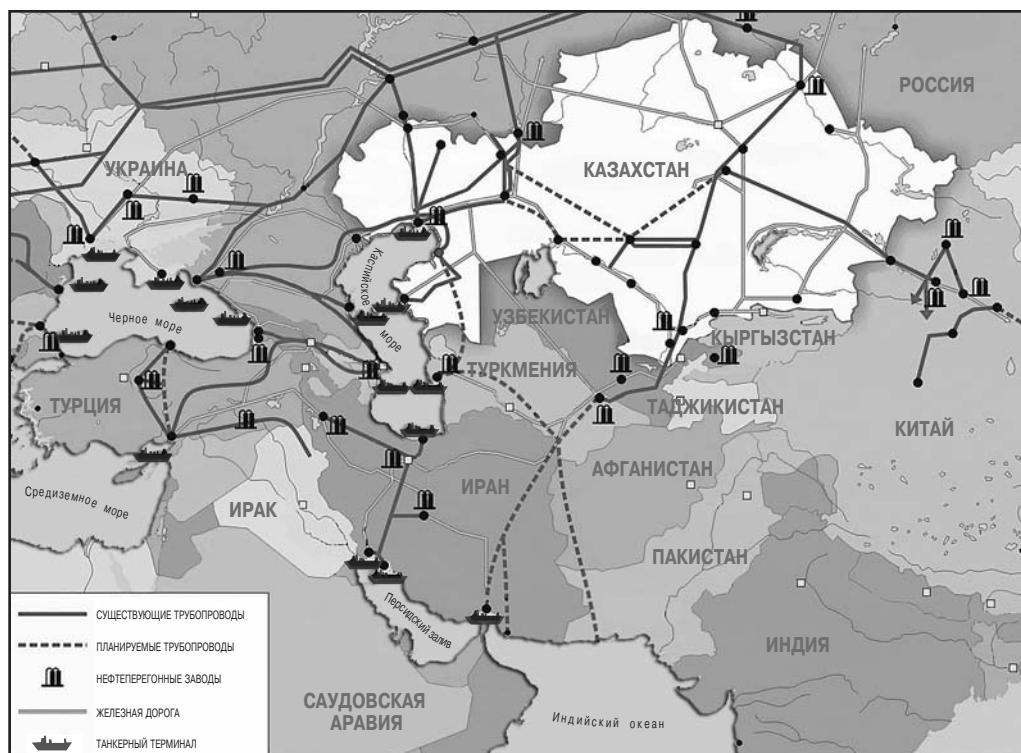 РОССИЯ
УКРАИНА
КАЗАХСТАН
Каспийское
море
Черное море
УЗБЕКИСТАН
КЫРГЫЗСТАН
ТУРКМЕНИЯ
ТУРЦИЯ
ТАДЖИКИСТАН
КИТАЙ
Средиземное
море
ИРАК
ИРАН
АФГАНИСТАН
ПАКИСТАН
Персидский залив
ИНДИЯ
САУДОВСКАЯ
АРАВИЯ
Индийский океан
СУЩЕСТВУЮЩИЕ ТРУБОПРОВОДЫ
ПЛАНИРУЕМЫЕ ТРУБОПРОВОДЫ
НЕФТЕПЕРЕГОННЫЕ ЗАВОДЫ
ЖЕЛЕЗНАЯ ДОРОГА
ТАНКЕРНЫЙ ТЕРМИНАЛ